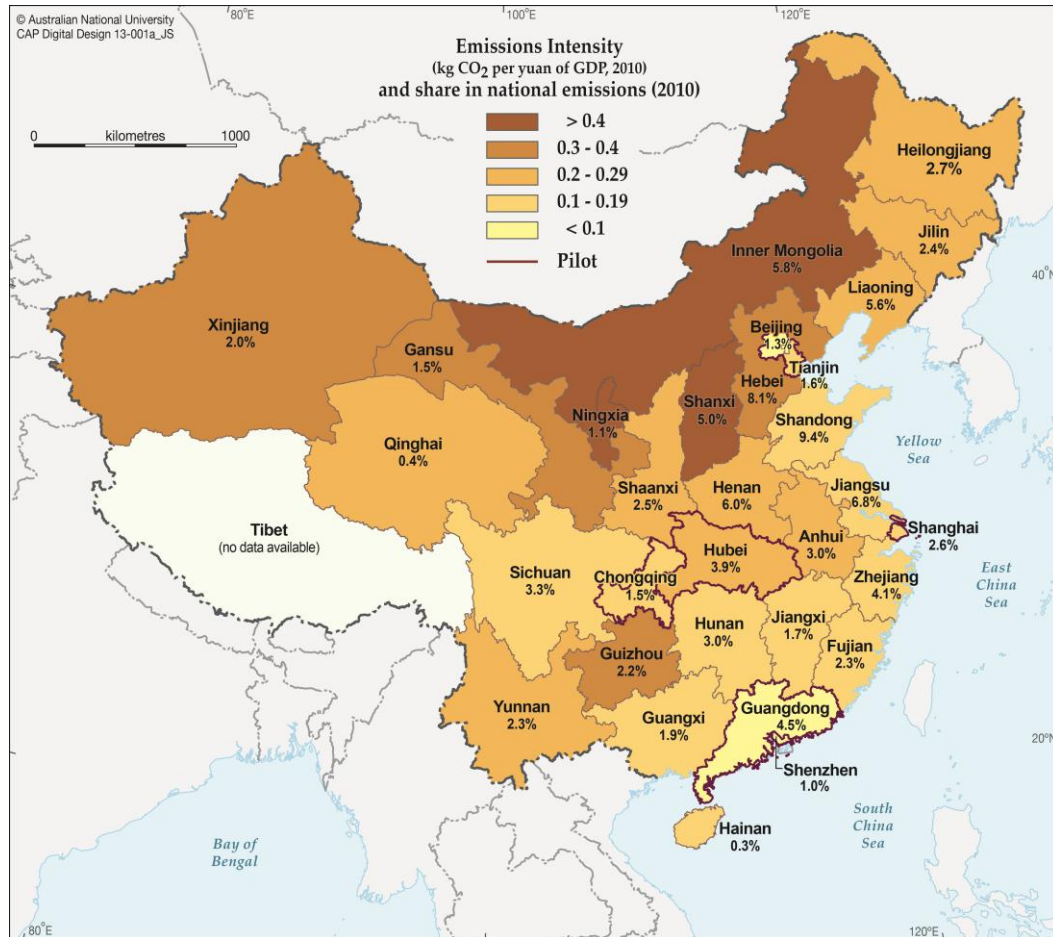 © Australian National University
CAP Digital Design 13-001a_JS
80°E
100°E
120°E
Emissions Intensity
(kg CO₂ per yuan of GDP, 2010)
and share in national emissions (2010)
> 0.4
0.3 - 0.4
0.2 - 0.29
0.1 - 0.19
< 0.1
Pilot
0 kilometres 1000
Heilongjiang
2.7%
Jilin
2.4%
Inner Mongolia
5.8%
40°N
Liaoning
5.6%
Xinjiang
2.0%
Gansu
1.5%
Beijing
1.3%
Tianjin
1.6%
Hebei
8.1%
Shanxi
5.0%
Ningxia
1.1%
Shandong
9.4%
Yellow
Sea
Qinghai
0.4%
Shaanxi
2.5%
Henan
6.0%
Jiangsu
6.8%
Shanghai
2.6%
Anhui
3.0%
Tibet
(no data available)
Hubei
3.9%
Sichuan
3.3%
Chongqing
1.5%
Zhejiang
4.1%
East
China
Sea
Hunan
3.0%
Jiangxi
1.7%
Fujian
2.3%
Guizhou
2.2%
Yunnan
2.3%
Guangxi
1.9%
Guangdong
4.5%
20°N
Shenzhen
1.0%
Hainan
0.3%
South
China
Sea
Bay of
Bengal
80°E
120°E